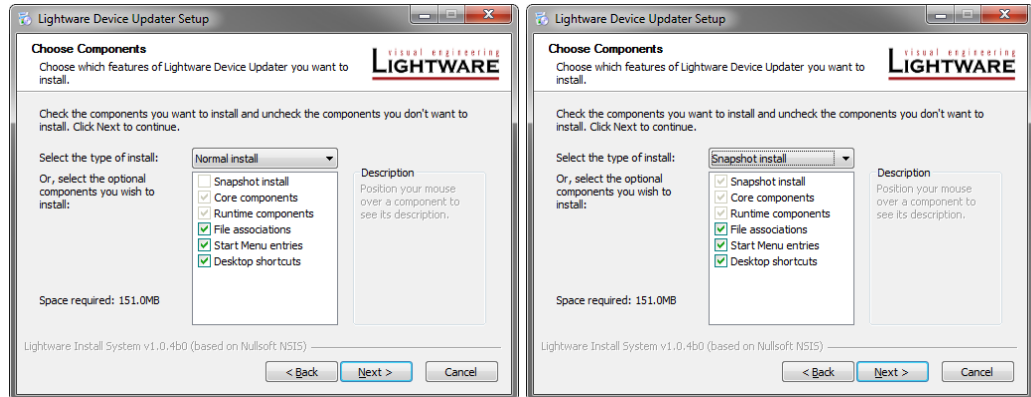 Lightware Device Updater Setup
Choose Components
Choose which features of Lightware Device Updater you want to
install.
visual engineering
LIGHTWARE
Check the components you want to install and uncheck the components you don't want to
install. Click Next to continue.
Select the type of install:
Normal install
Or, select the optional
components you wish to
install:
Snapshot install
Core components
Runtime components
File associations
Start Menu entries
Desktop shortcuts
Description
Position your mouse
over a component to
see its description.
Space required: 151.0MB
Lightware Install System v1.0.4b0 (based on Nullsoft NSIS)
< Back
Next >
Cancel
Lightware Device Updater Setup
Choose Components
Choose which features of Lightware Device Updater you want to
install.
visual engineering
LIGHTWARE
Check the components you want to install and uncheck the components you don't want to
install. Click Next to continue.
Select the type of install:
Snapshot install
Or, select the optional
components you wish to
install:
Snapshot install
Core components
Runtime components
File associations
Start Menu entries
Desktop shortcuts
Description
Position your mouse
over a component to
see its description.
Space required: 151.0MB
Lightware Install System v1.0.4b0 (based on Nullsoft NSIS)
< Back
Next >
Cancel